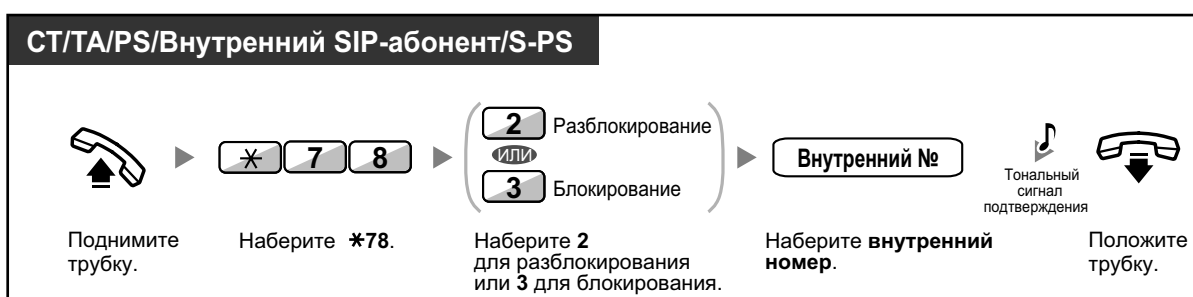 СТ/ТА/PS/Внутренний SIP-абонент/S-PS
2 Разблокирование
ИЛИ
3 Блокирование
7 8
Внутренний №
Тональный
сигнал
подтверждения
Поднимите
трубку.
Наберите *78.
Наберите 2
для разблокирования
или 3 для блокирования.
Наберите внутренний
номер.
Положите
трубку.